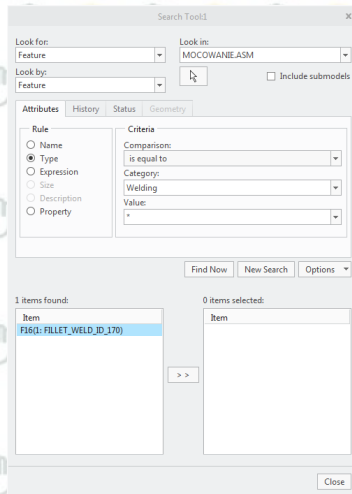 Search Tool:1
Look for:
Look in:
Feature
MOCOWANIE.ASM
Look by:
Feature
Include submodels
Attributes History Status Geometry
Rule
Name
Type
Expression
Size
Description
Property
Criteria
Comparison:
is equal to
Category:
Welding
Value:
*
Find Now New Search Options
1 items found:
Item
F16(1: FILLET_WELD_ID_170)
> >
0 items selected:
Item
Close